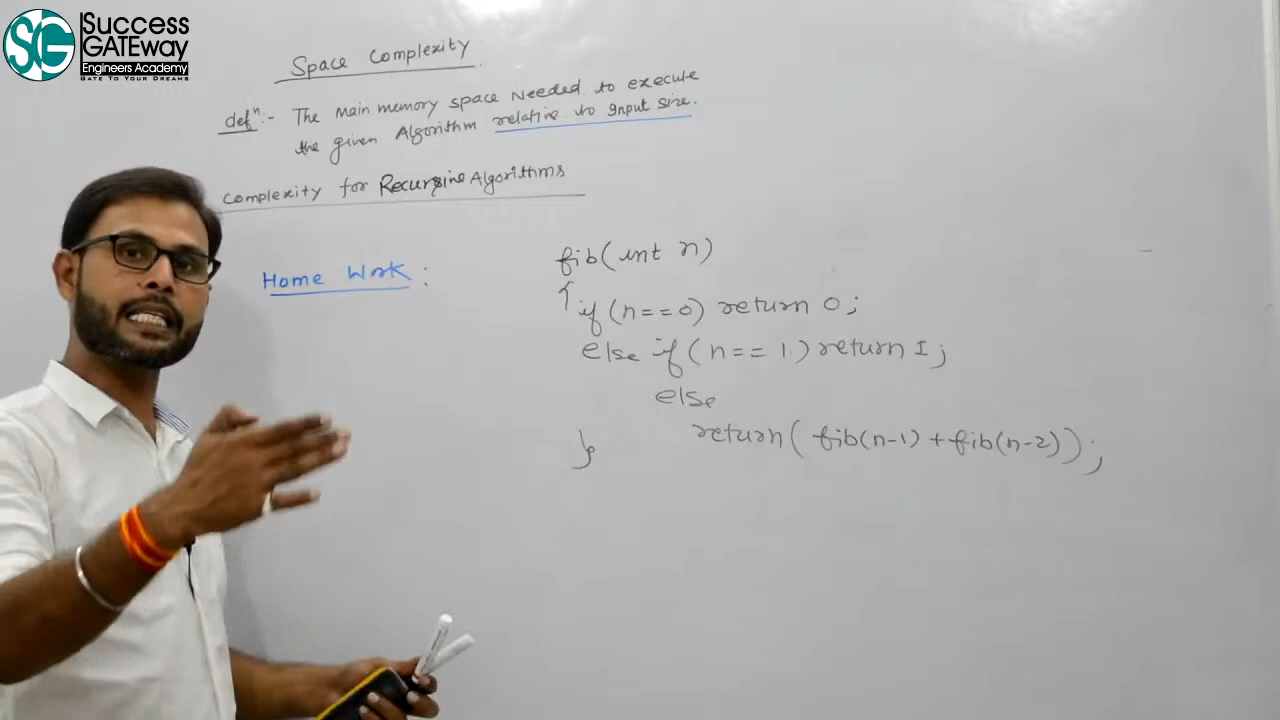 Success
GATEway
Engineers Academy
GATE TO YOUR DREAMS
SG
Space Complexity
defⁿ:- The main memory space Needed to execute
the given Algorithm relative to Input size.
Complexity for Recursive Algorithms
Home Work :
fib(int n)
{ if (n==0) return 0;
else if (n==1) return 1;
else
return( fib(n-1) + fib(n-2));
}